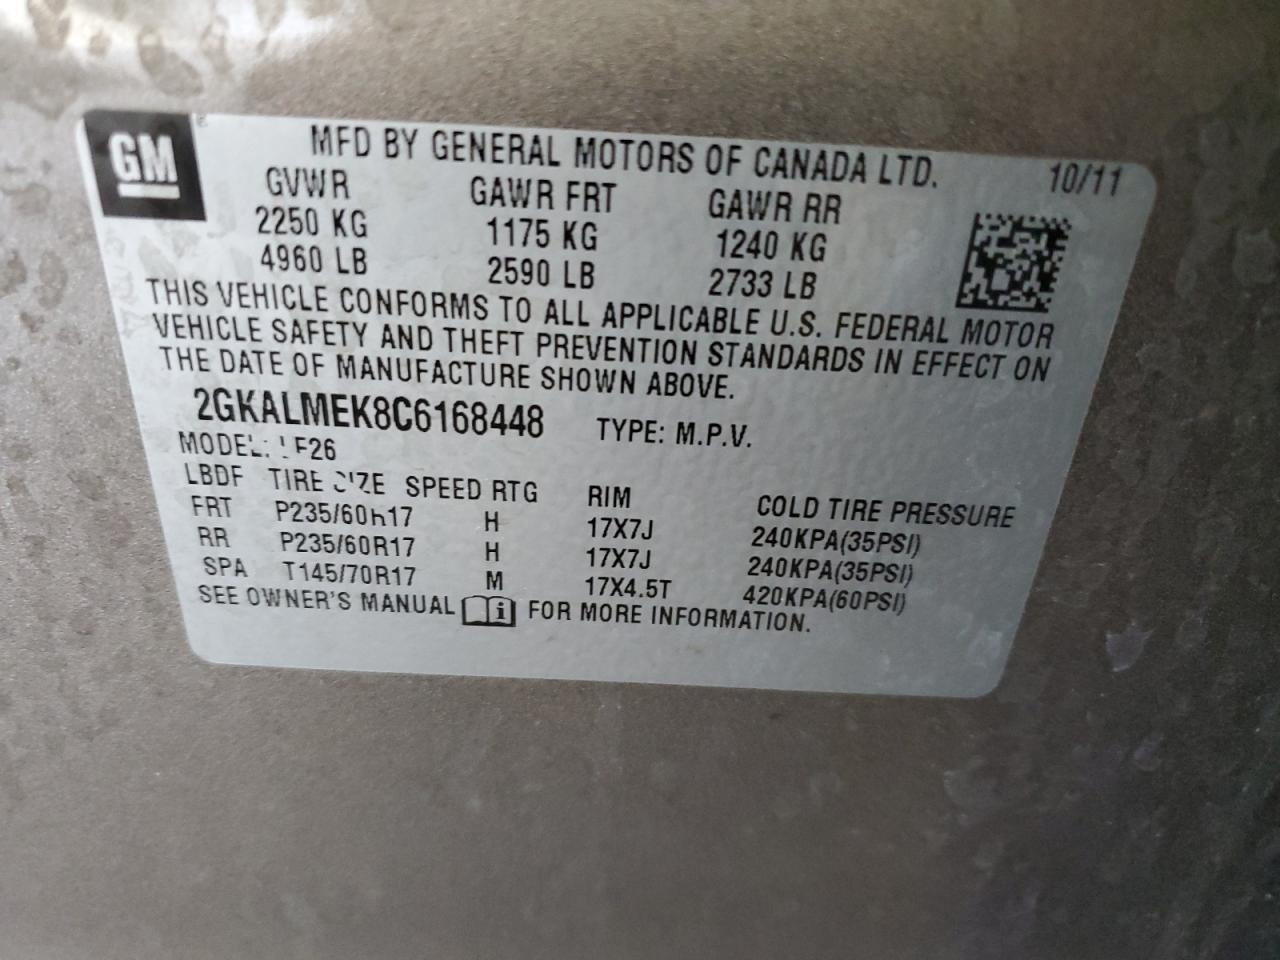 GM
MFD BY GENERAL MOTORS OF CANADA LTD. 10/11
GVWR GAWR FRT GAWR RR
2250 KG 1175 KG 1240 KG
4960 LB 2590 LB 2733 LB
THIS VEHICLE CONFORMS TO ALL APPLICABLE U.S. FEDERAL MOTOR
VEHICLE SAFETY AND THEFT PREVENTION STANDARDS IN EFFECT ON
THE DATE OF MANUFACTURE SHOWN ABOVE.
2GKALMEK8C6168448 TYPE: M.P.V.
MODEL:
LBDF TIRE SIZE SPEED RTG RIM COLD TIRE PRESSURE
FRT P235/60R17 H 17X7J 240KPA(35PSI)
RR P235/60R17 H 17X7J 240KPA(35PSI)
SPA T145/70R17 M 17X4.5T 420KPA(60PSI)
SEE OWNER'S MANUAL i FOR MORE INFORMATION.